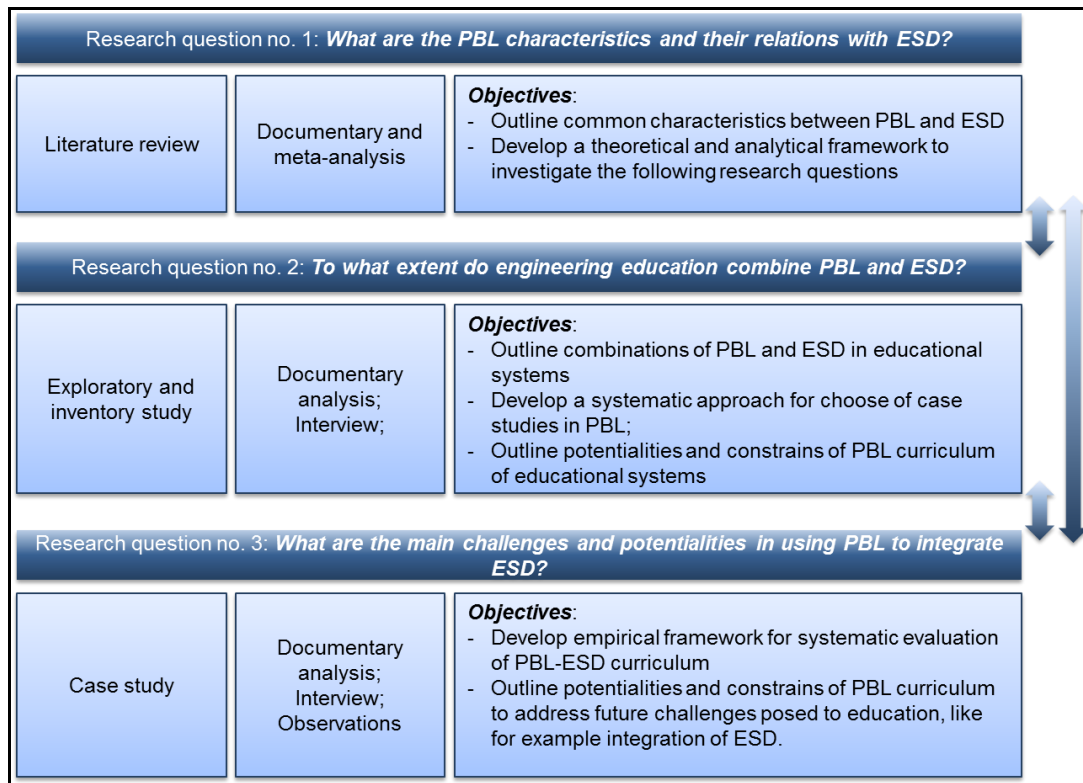 Research question no. 1: What are the PBL characteristics and their relations with ESD?
Literature review
Documentary and
meta-analysis
Objectives:
- Outline common characteristics between PBL and ESD
- Develop a theoretical and analytical framework to
investigate the following research questions
Research question no. 2: To what extent do engineering education combine PBL and ESD?
Exploratory and
inventory study
Documentary
analysis;
Interview;
Objectives:
- Outline combinations of PBL and ESD in educational
systems
- Develop a systematic approach for choose of case
studies in PBL;
- Outline potentialities and constrains of PBL curriculum
of educational systems
Research question no. 3: What are the main challenges and potentialities in using PBL to integrate
ESD?
Case study
Documentary
analysis;
Interview;
Observations
Objectives:
- Develop empirical framework for systematic evaluation
of PBL-ESD curriculum
- Outline potentialities and constrains of PBL curriculum
to address future challenges posed to education, like
for example integration of ESD.